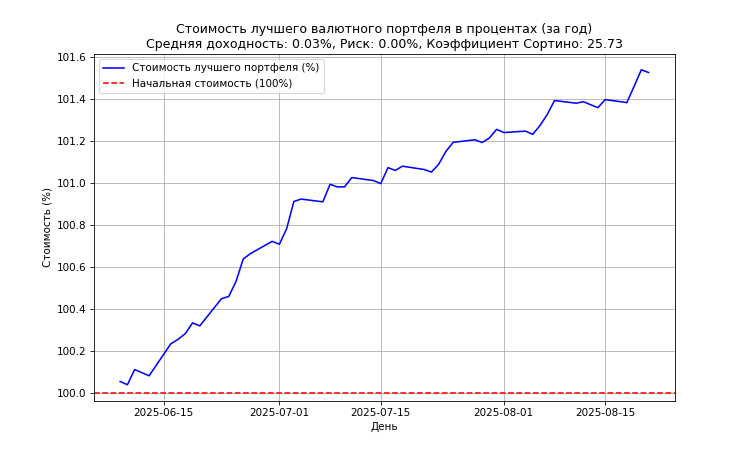 Стоимость лучшего валютного портфеля в процентах (за год)
Средняя доходность: 0.03%, Риск: 0.00%, Коэффициент Сортино: 25.73
Стоимость лучшего портфеля (%)
Начальная стоимость (100%)
Стоимость (%)
101.6
101.4
101.2
101.0
100.8
100.6
100.4
100.2
100.0
2025-06-15
2025-07-01
2025-07-15
2025-08-01
2025-08-15
День